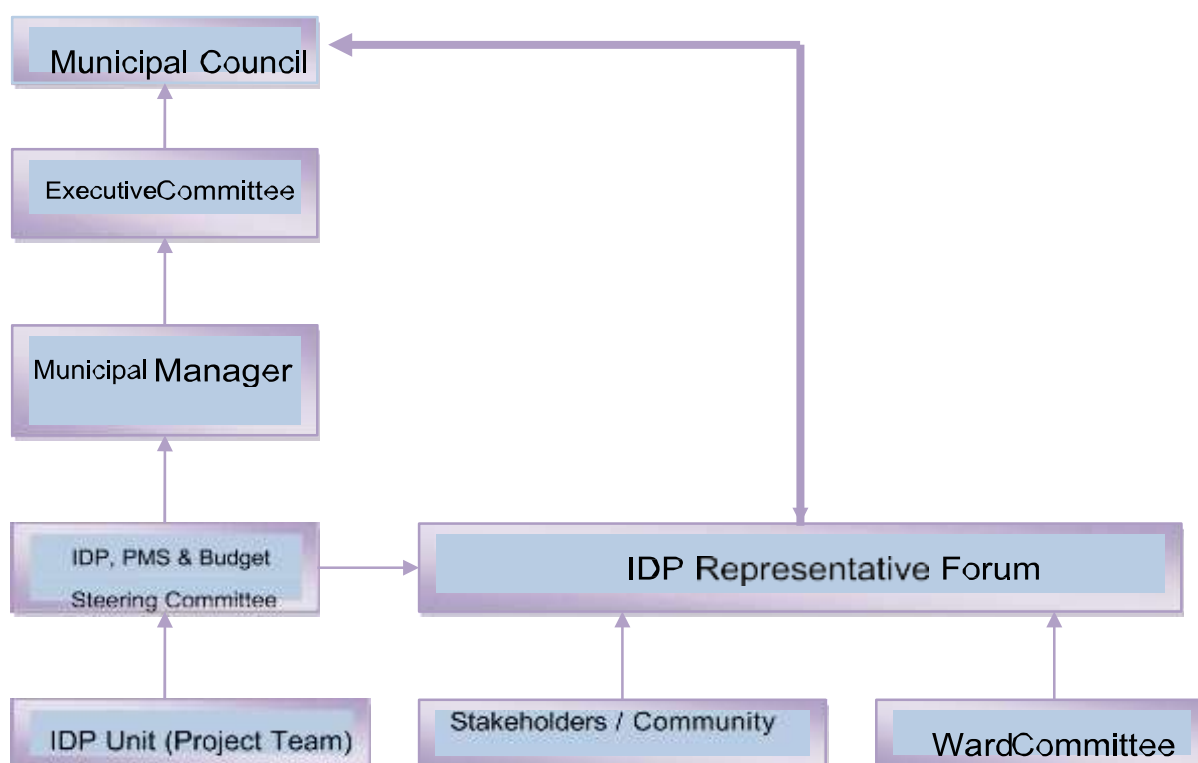 Municipal Council
ExecutiveCommittee
Municipal Manager
IDP, PMS & Budget
Steering Committee
IDP Representative Forum
IDP Unit (Project Team)
Stakeholders / Community
WardCommittee